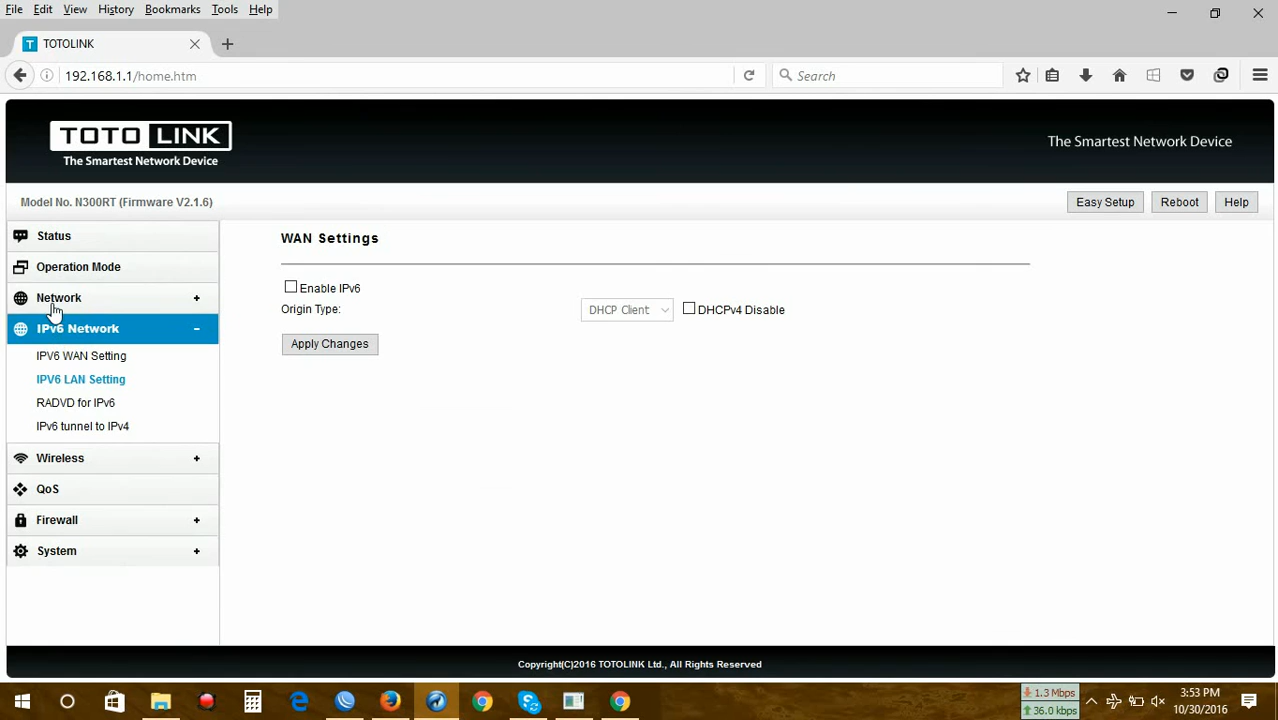 File Edit View History Bookmarks Tools Help
TOTOLINK
192.168.1.1/home.htm
Search
TOTO LINK
The Smartest Network Device
The Smartest Network Device
Model No. N300RT (Firmware V2.1.6)
Easy Setup Reboot Help
Status
Operation Mode
Network +
IPv6 Network -
IPV6 WAN Setting
IPV6 LAN Setting
RADVD for IPv6
IPv6 tunnel to IPv4
Wireless +
QoS
Firewall +
System +
WAN Settings
Enable IPv6
Origin Type: DHCP Client DHCPv4 Disable
Apply Changes
Copyright(C)2016 TOTOLINK Ltd., All Rights Reserved
1.3 Mbps
36.0 kbps
3:53 PM
10/30/2016